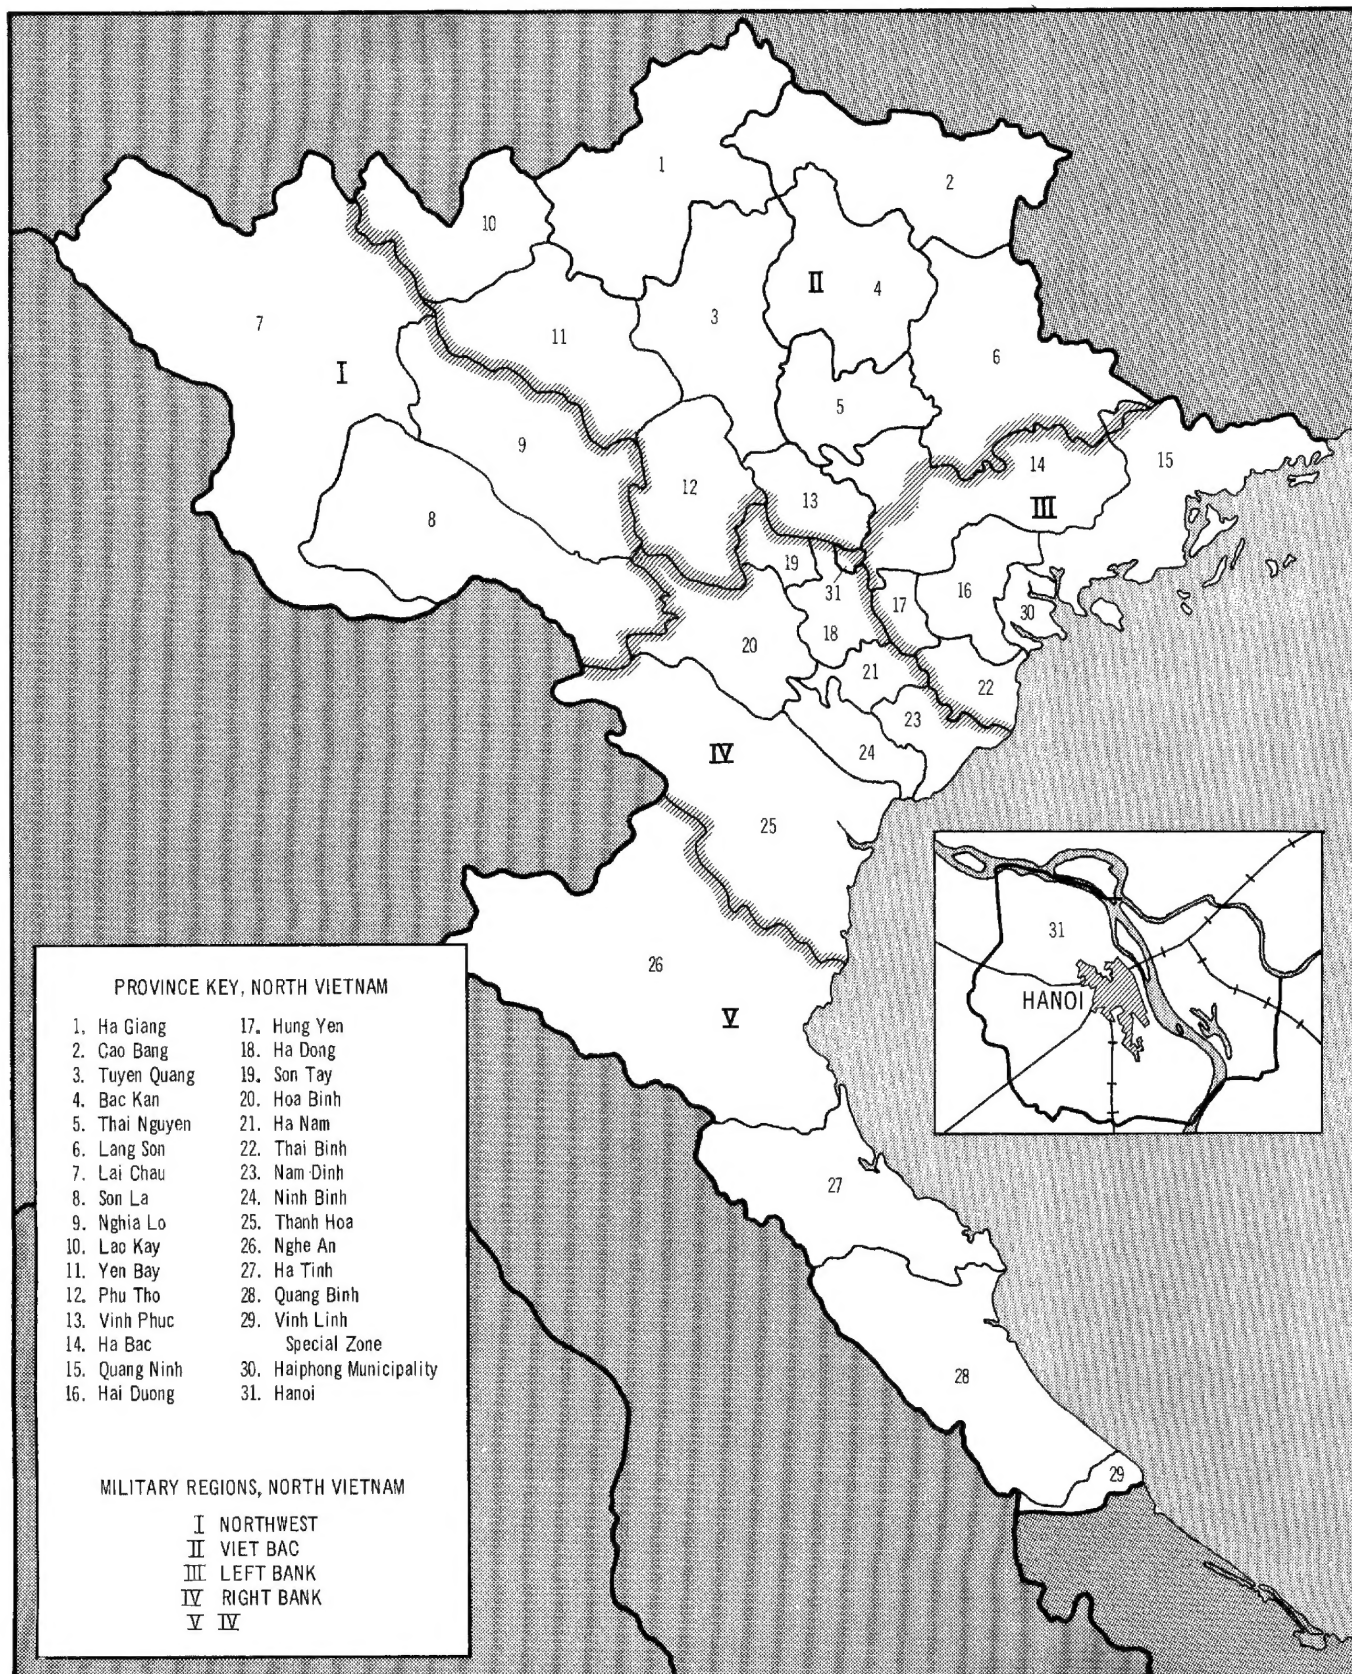 1
2
10
II
4
7
11
3
6
I
5
9
14
15
12
13
III
8
19
16
31
17
30
18
20
21
22
23
IV
24
25
31
HANOI
26
V
27
28
29
PROVINCE KEY, NORTH VIETNAM
1. Ha Giang
2. Cao Bang
3. Tuyen Quang
4. Bac Kan
5. Thai Nguyen
6. Lang Son
7. Lai Chau
8. Son La
9. Nghia Lo
10. Lao Kay
11. Yen Bay
12. Phu Tho
13. Vinh Phuc
14. Ha Bac
15. Quang Ninh
16. Hai Duong
17. Hung Yen
18. Ha Dong
19. Son Tay
20. Hoa Binh
21. Ha Nam
22. Thai Binh
23. Nam Dinh
24. Ninh Binh
25. Thanh Hoa
26. Nghe An
27. Ha Tinh
28. Quang Binh
29. Vinh Linh
Special Zone
30. Haiphong Municipality
31. Hanoi
MILITARY REGIONS, NORTH VIETNAM
I NORTHWEST
II VIET BAC
III LEFT BANK
IV RIGHT BANK
V IV